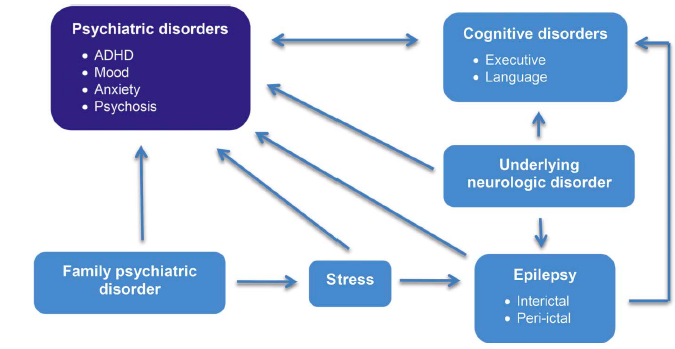 Psychiatric disorders
• ADHD
• Mood
• Anxiety
• Psychosis
Cognitive disorders
• Executive
• Language
Underlying
neurologic disorder
Family psychiatric
disorder
Stress
Epilepsy
• Interictal
• Peri-ictal